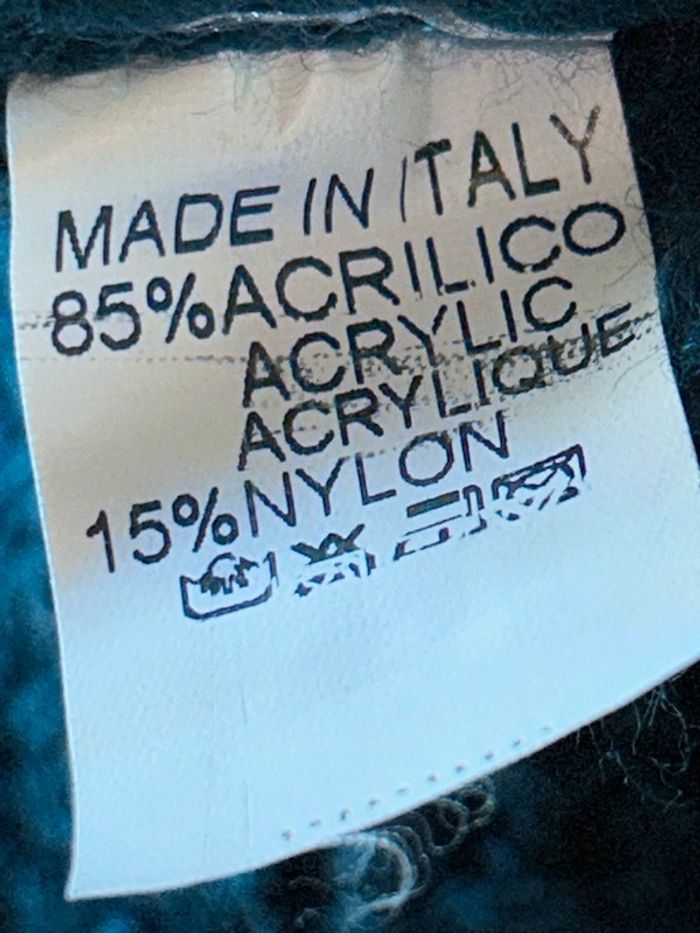 MADE IN ITALY
85%ACRILICO
ACRYLIC
ACRYLIQUE
15%NYLON